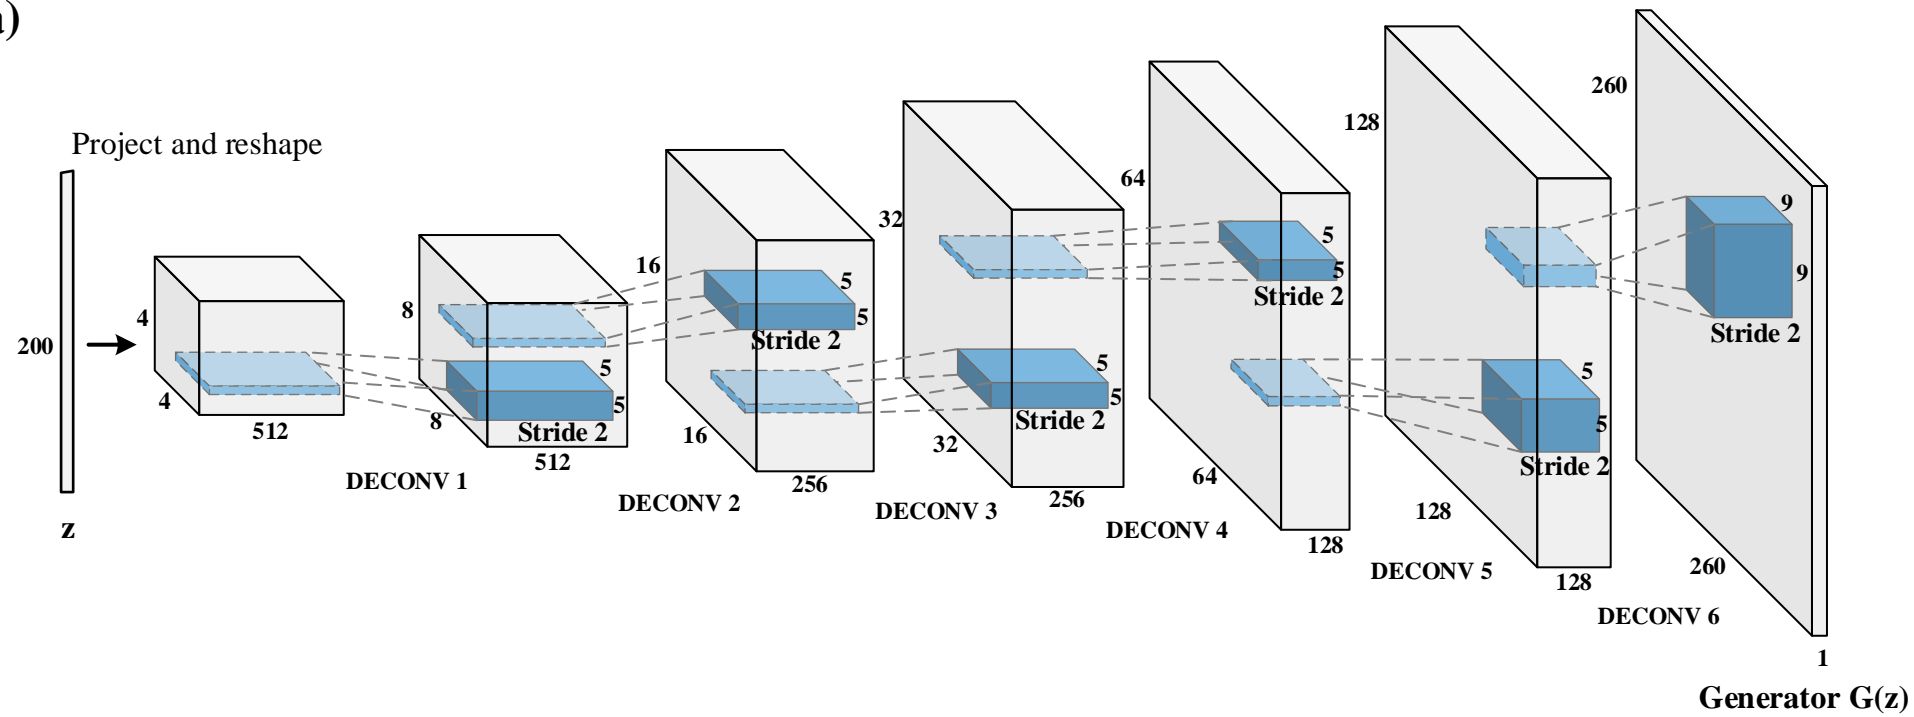 a)
Project and reshape
200
z
4
4
512
DECONV 1
8
8
512
5
5
Stride 2
DECONV 2
16
16
256
5
5
Stride 2
DECONV 3
32
32
256
5
5
Stride 2
DECONV 4
64
64
128
5
5
Stride 2
DECONV 5
128
128
128
5
5
Stride 2
DECONV 6
260
260
1
9
9
Stride 2
Generator G(z)